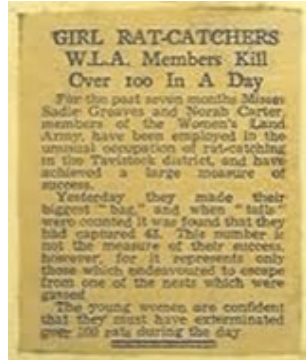 GIRL RAT-CATCHERS
W.L.A. Members Kill
Over 100 In A Day
For the past seven months Misses
Sadie Greaves and Norah Carter,
members of the Women's Land
Army, have been employed in the
unusual occupation of rat-catching
in the Tavistock district, and have
achieved a large measure of
success.
Yesterday they made their
biggest "bag," and when "tails"
were counted it was found that they
had captured 43. This number is
not the measure of their success,
however, for it represents only
those which endeavoured to escape
from one of the nests which were
gassed
The young women are confident
that they must have exterminated
over 100 rats during the day